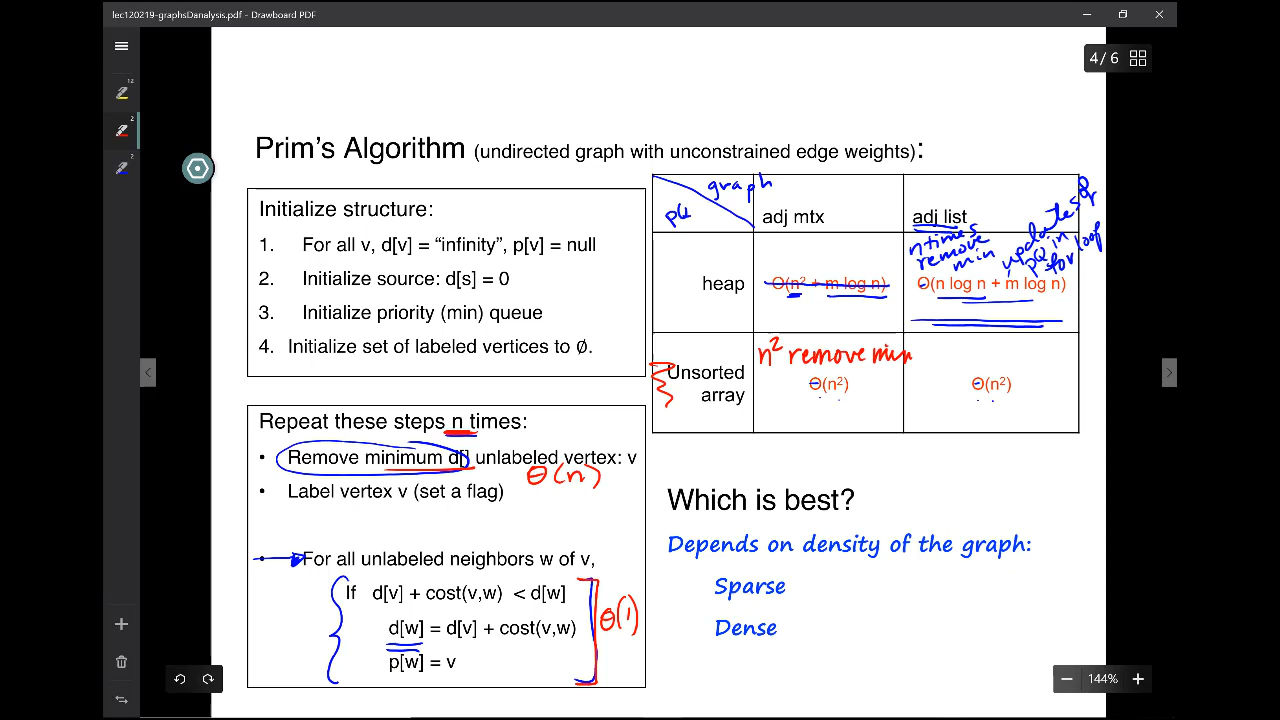 lec120219-graphsDanalysis.pdf - Drawboard PDF
4 / 6
12
2
2
Prim's Algorithm (undirected graph with unconstrained edge weights):
Initialize structure:
1. For all v, d[v] = “infinity”, p[v] = null
2. Initialize source: d[s] = 0
3. Initialize priority (min) queue
4. Initialize set of labeled vertices to ∅.
Repeat these steps n times:
• Remove minimum d[] unlabeled vertex: v
θ(n)
• Label vertex v (set a flag)
• For all unlabeled neighbors w of v,
If d[v] + cost(v,w) < d[w]
d[w] = d[v] + cost(v,w)
p[w] = v
θ(1)
graph
PQ
adj mtx
adj list
n times
remove
min
updates
PQ in
for loop
heap
O(n² + m log n)
O(n log n + m log n)
n² remove min
Unsorted
array
O(n²)
O(n²)
Which is best?
Depends on density of the graph:
Sparse
Dense
144%